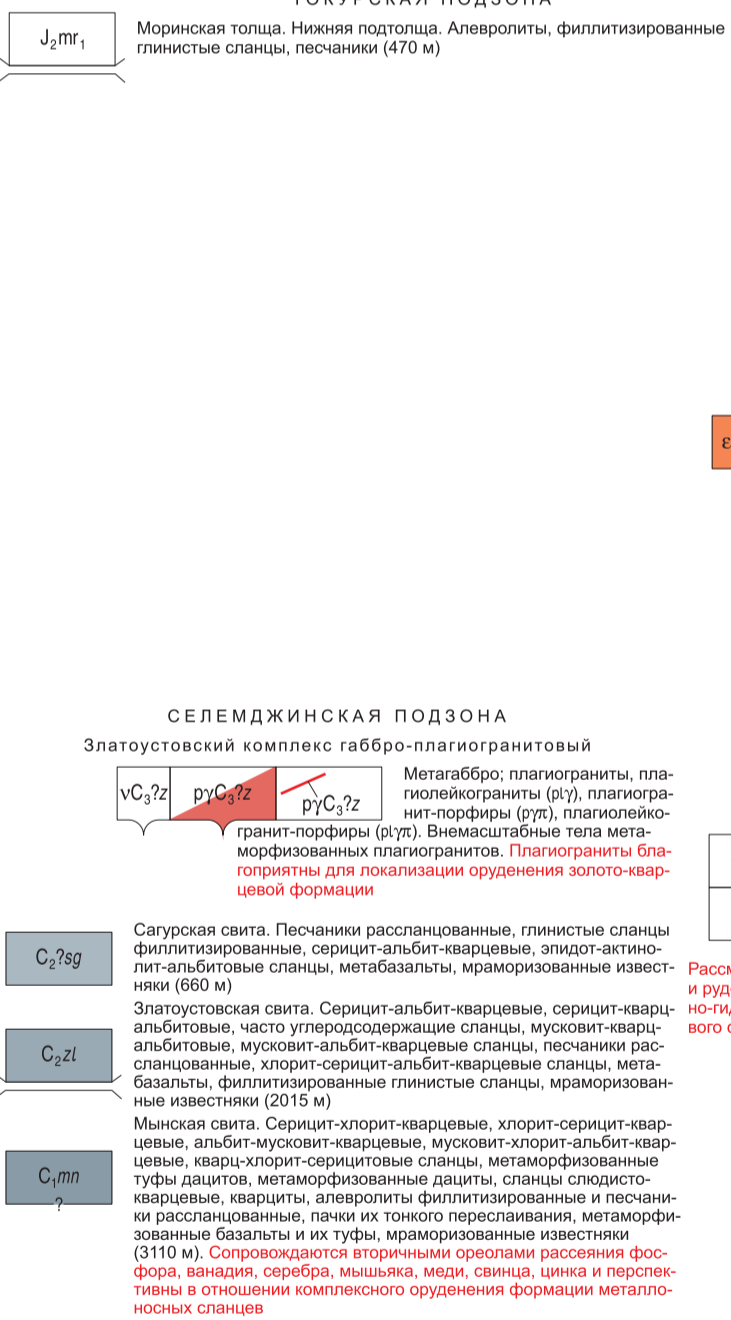 ТОКУРСКАЯ ПОДЗОНА
J₂mr₁
Моринская толща. Нижняя подтолща. Алевролиты, филлитизированные
глинистые сланцы, песчаники (470 м)
ε
СЕЛЕМДЖИНСКАЯ ПОДЗОНА
Златоустовский комплекс габбро-плагиогранитовый
νC₃?z
pγC₃?z
pγC₃?z
Метагаббро; плагиограниты, пла-
гиолейкограниты (plγ), плагиогра-
нит-порфиры (pγπ), плагиолейко-
гранит-порфиры (plγπ). Внемасштабные тела мета-
морфизованных плагиогранитов. Плагиограниты бла-
гоприятны для локализации оруденения золото-квар-
цевой формации
C₂?sg
Сагурская свита. Песчаники рассланцованные, глинистые сланцы
филлитизированные, серицит-альбит-кварцевые, эпидот-актино-
лит-альбитовые сланцы, метабазальты, мраморизованные извест-
няки (660 м)
C₂zl
Златоустовская свита. Серицит-альбит-кварцевые, серицит-кварц-
альбитовые, часто углеродсодержащие сланцы, мусковит-кварц-
альбитовые, мусковит-альбит-кварцевые сланцы, песчаники рас-
сланцованные, хлорит-серицит-альбит-кварцевые сланцы, мета-
базальты, филлитизированные глинистые сланцы, мраморизован-
ные известняки (2015 м)
C₁mn
?
Мынская свита. Серицит-хлорит-кварцевые, хлорит-серицит-квар-
цевые, альбит-мусковит-кварцевые, мусковит-хлорит-альбит-квар-
цевые, кварц-хлорит-серицитовые сланцы, метаморфизованные
туфы дацитов, метаморфизованные дациты, сланцы слюдисто-
кварцевые, кварциты, алевролиты филлитизированные и песчани-
ки рассланцованные, пачки их тонкого переслаивания, метаморфи-
зованные базальты и их туфы, мраморизованные известняки
(3110 м). Сопровождаются вторичными ореолами рассеяния фос-
фора, ванадия, серебра, мышьяка, меди, свинца, цинка и перспек-
тивны в отношении комплексного оруденения формации металло-
носных сланцев
Рассм
и руд
но-ги
вого